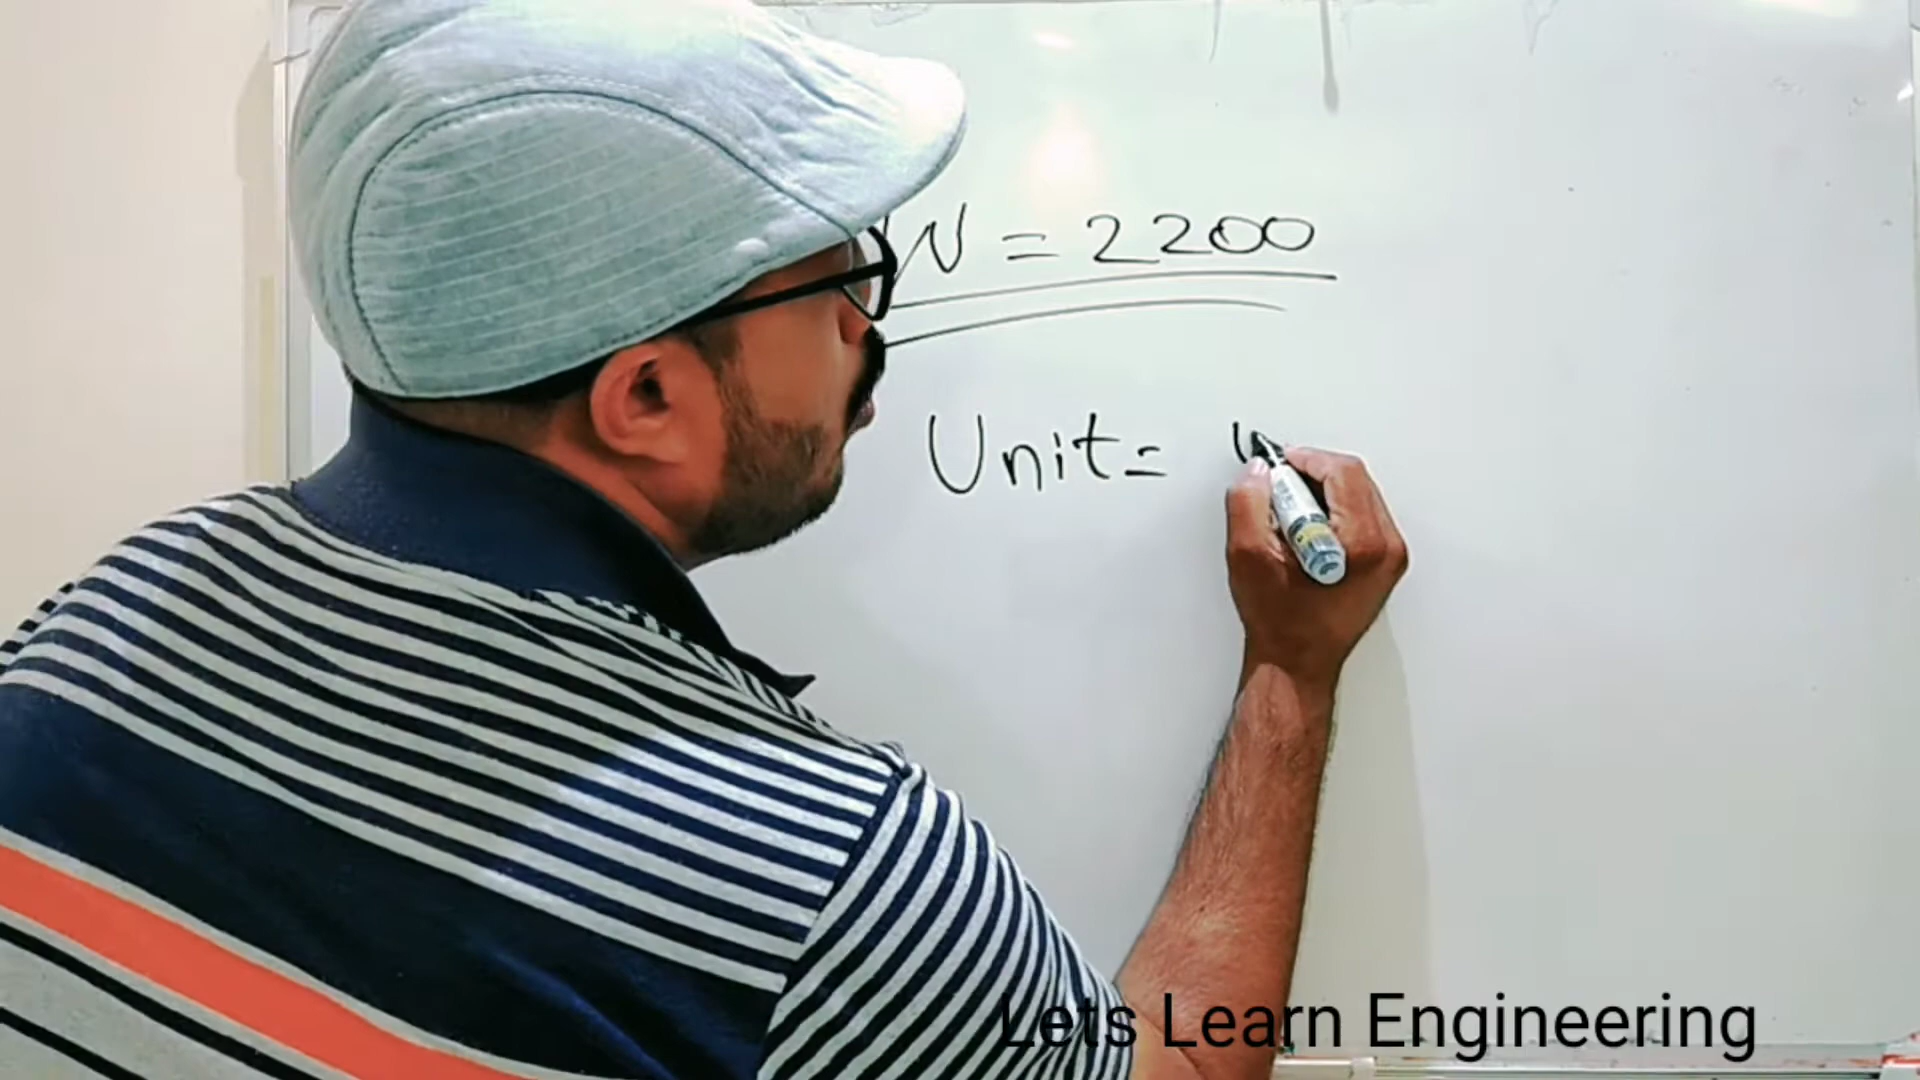 W = 2200
Unit =
Lets Learn Engineering